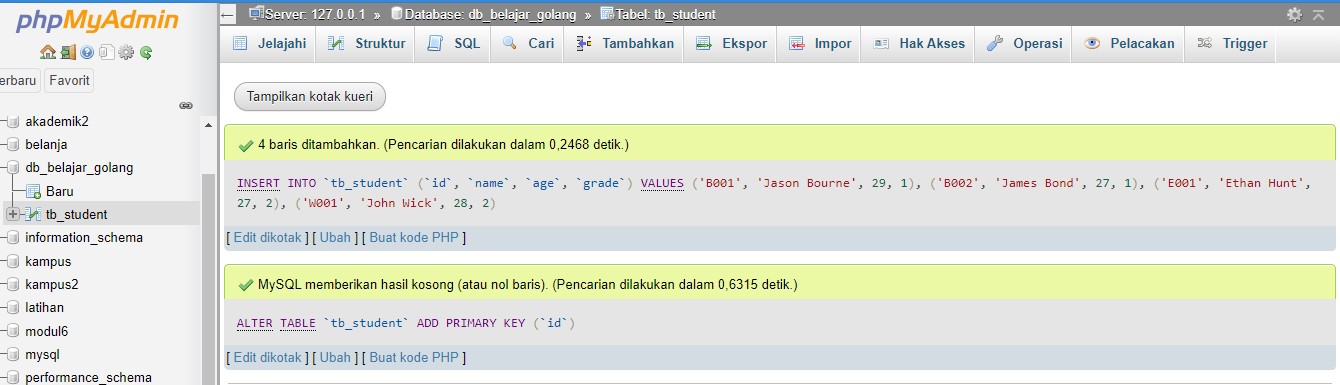 phpMyAdmin
Server: 127.0.0.1 » Database: db_belajar_golang » Tabel: tb_student
Jelajahi Struktur SQL Cari Tambahkan Ekspor Impor Hak Akses Operasi Pelacakan Trigger
erbaru Favorit
akademik2
belanja
db_belajar_golang
Baru
tb_student
information_schema
kampus
kampus2
latihan
modul6
mysql
performance_schema
Tampilkan kotak kueri
4 baris ditambahkan. (Pencarian dilakukan dalam 0,2468 detik.)
INSERT INTO `tb_student` (`id`, `name`, `age`, `grade`) VALUES ('B001', 'Jason Bourne', 29, 1), ('B002', 'James Bond', 27, 1), ('E001', 'Ethan Hunt',
27, 2), ('W001', 'John Wick', 28, 2)
[ Edit dikotak ] [ Ubah ] [ Buat kode PHP ]
MySQL memberikan hasil kosong (atau nol baris). (Pencarian dilakukan dalam 0,6315 detik.)
ALTER TABLE `tb_student` ADD PRIMARY KEY (`id`)
[ Edit dikotak ] [ Ubah ] [ Buat kode PHP ]